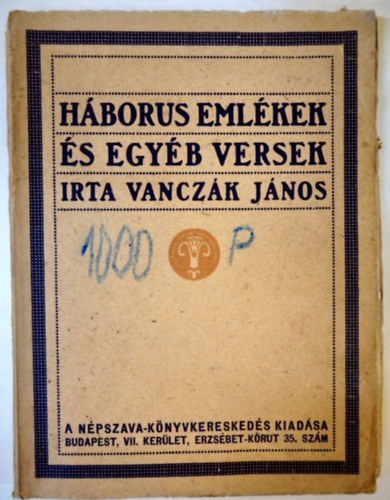 HÁBORUS EMLÉKEK
ÉS EGYÉB VERSEK
IRTA VANCZÁK JÁNOS
1000 P
A NÉPSZAVA-KÖNYVKERESKEDÉS KIADÁSA
BUDAPEST, VII. KERÜLET, ERZSÉBET-KÖRUT 35. SZÁM